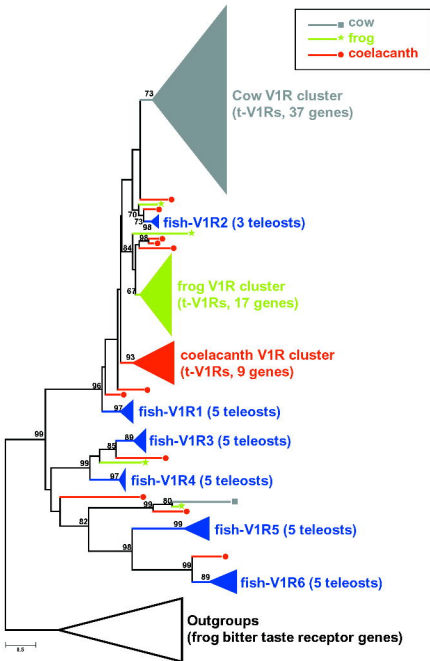 cow
frog
coelacanth
73
Cow V1R cluster
(t-V1Rs, 37 genes)
70
73
98
fish-V1R2 (3 teleosts)
84
96
67
frog V1R cluster
(t-V1Rs, 17 genes)
93
coelacanth V1R cluster
(t-V1Rs, 9 genes)
96
97
fish-V1R1 (5 teleosts)
99
85
89
fish-V1R3 (5 teleosts)
99
97
fish-V1R4 (5 teleosts)
99
80
82
99
fish-V1R5 (5 teleosts)
98
99
89
fish-V1R6 (5 teleosts)
Outgroups
(frog bitter taste receptor genes)
0.5